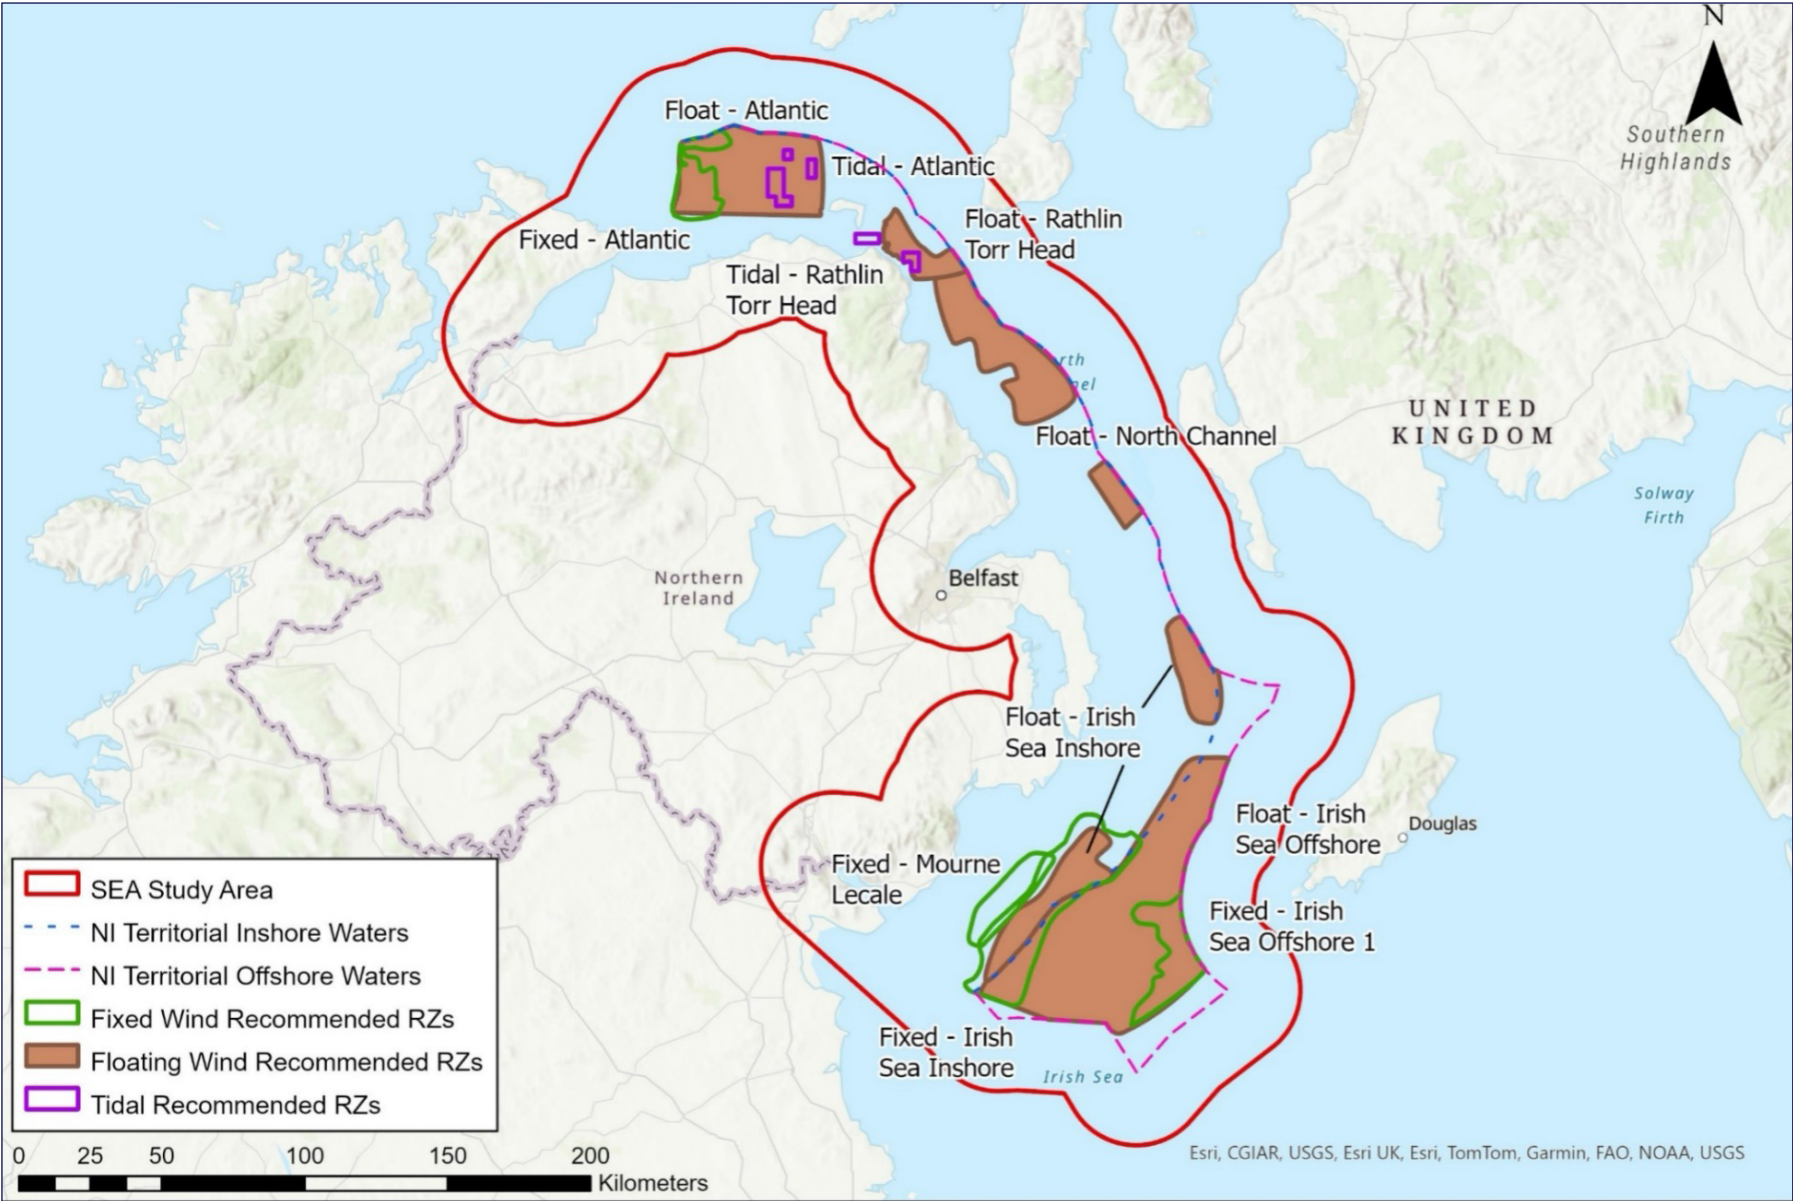 N
Southern
Highlands
Float - Atlantic
Tidal - Atlantic
Float - Rathlin
Torr Head
Fixed - Atlantic
Tidal - Rathlin
Torr Head
rth
nel
UNITED
KINGDOM
Float - North Channel
Solway
Firth
Northern
Ireland
Belfast
Float - Irish
Sea Inshore
Float - Irish
Sea Offshore
Douglas
Fixed - Mourne
Lecale
Fixed - Irish
Sea Offshore 1
Fixed - Irish
Sea Inshore
Irish Sea
SEA Study Area
NI Territorial Inshore Waters
NI Territorial Offshore Waters
Fixed Wind Recommended RZs
Floating Wind Recommended RZs
Tidal Recommended RZs
0 25 50 100 150 200
Kilometers
Esri, CGIAR, USGS, Esri UK, Esri, TomTom, Garmin, FAO, NOAA, USGS